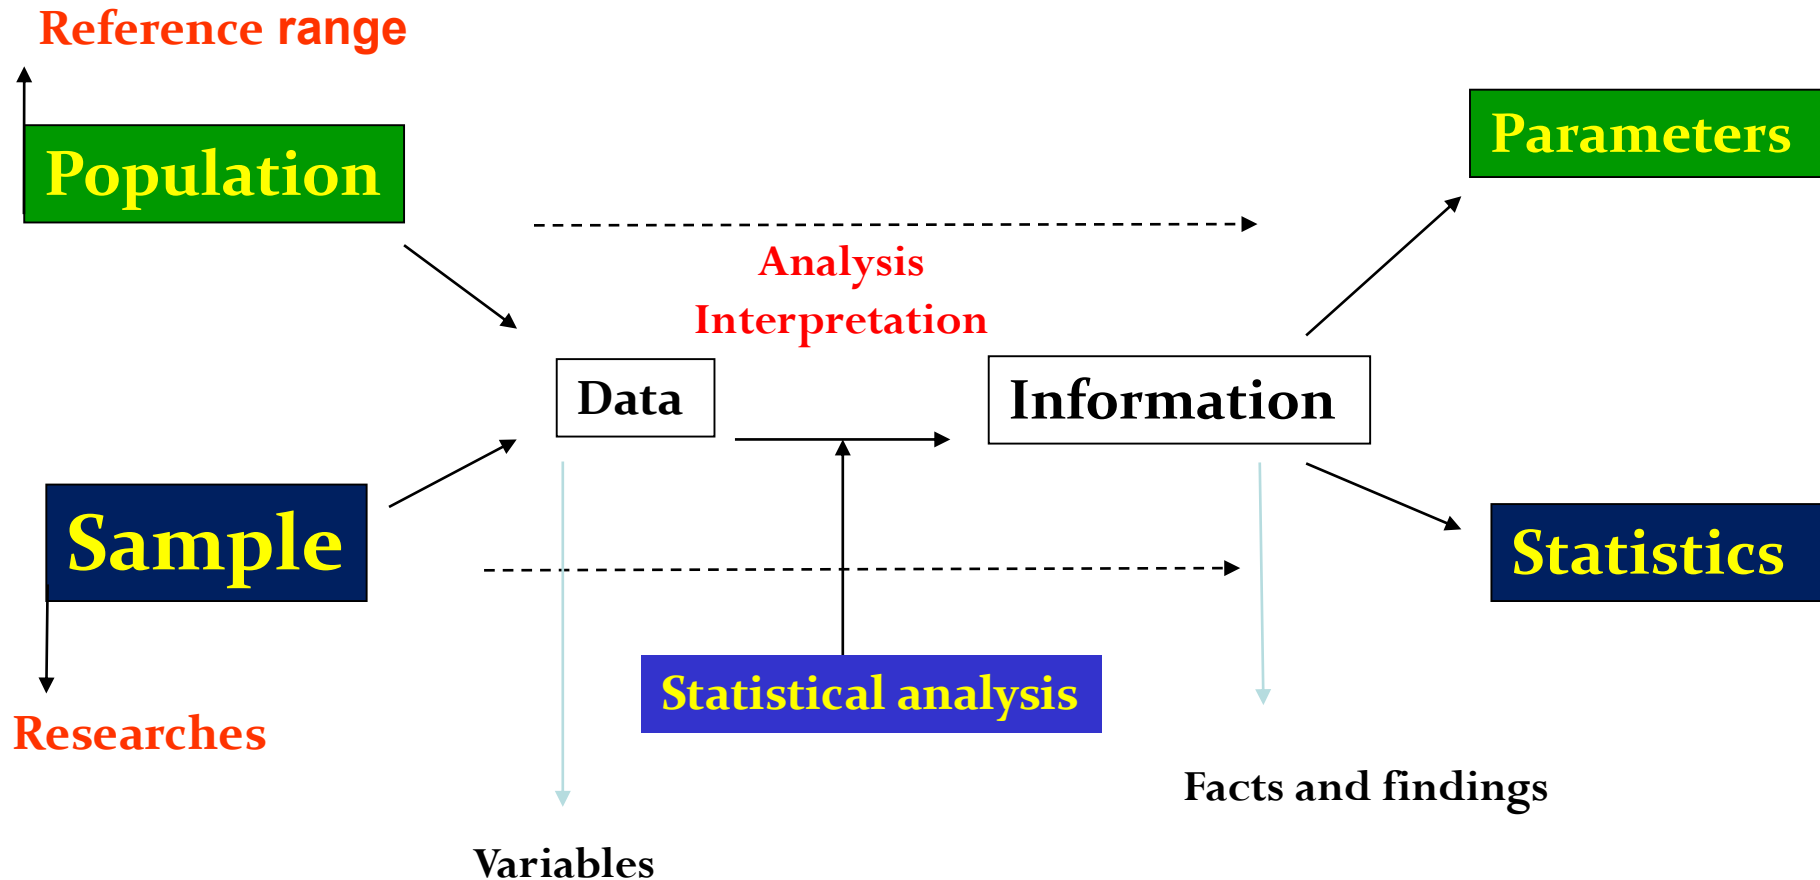 Reference range
Population
Parameters
Analysis
Interpretation
Data
Information
Sample
Statistics
Statistical analysis
Researches
Facts and findings
Variables